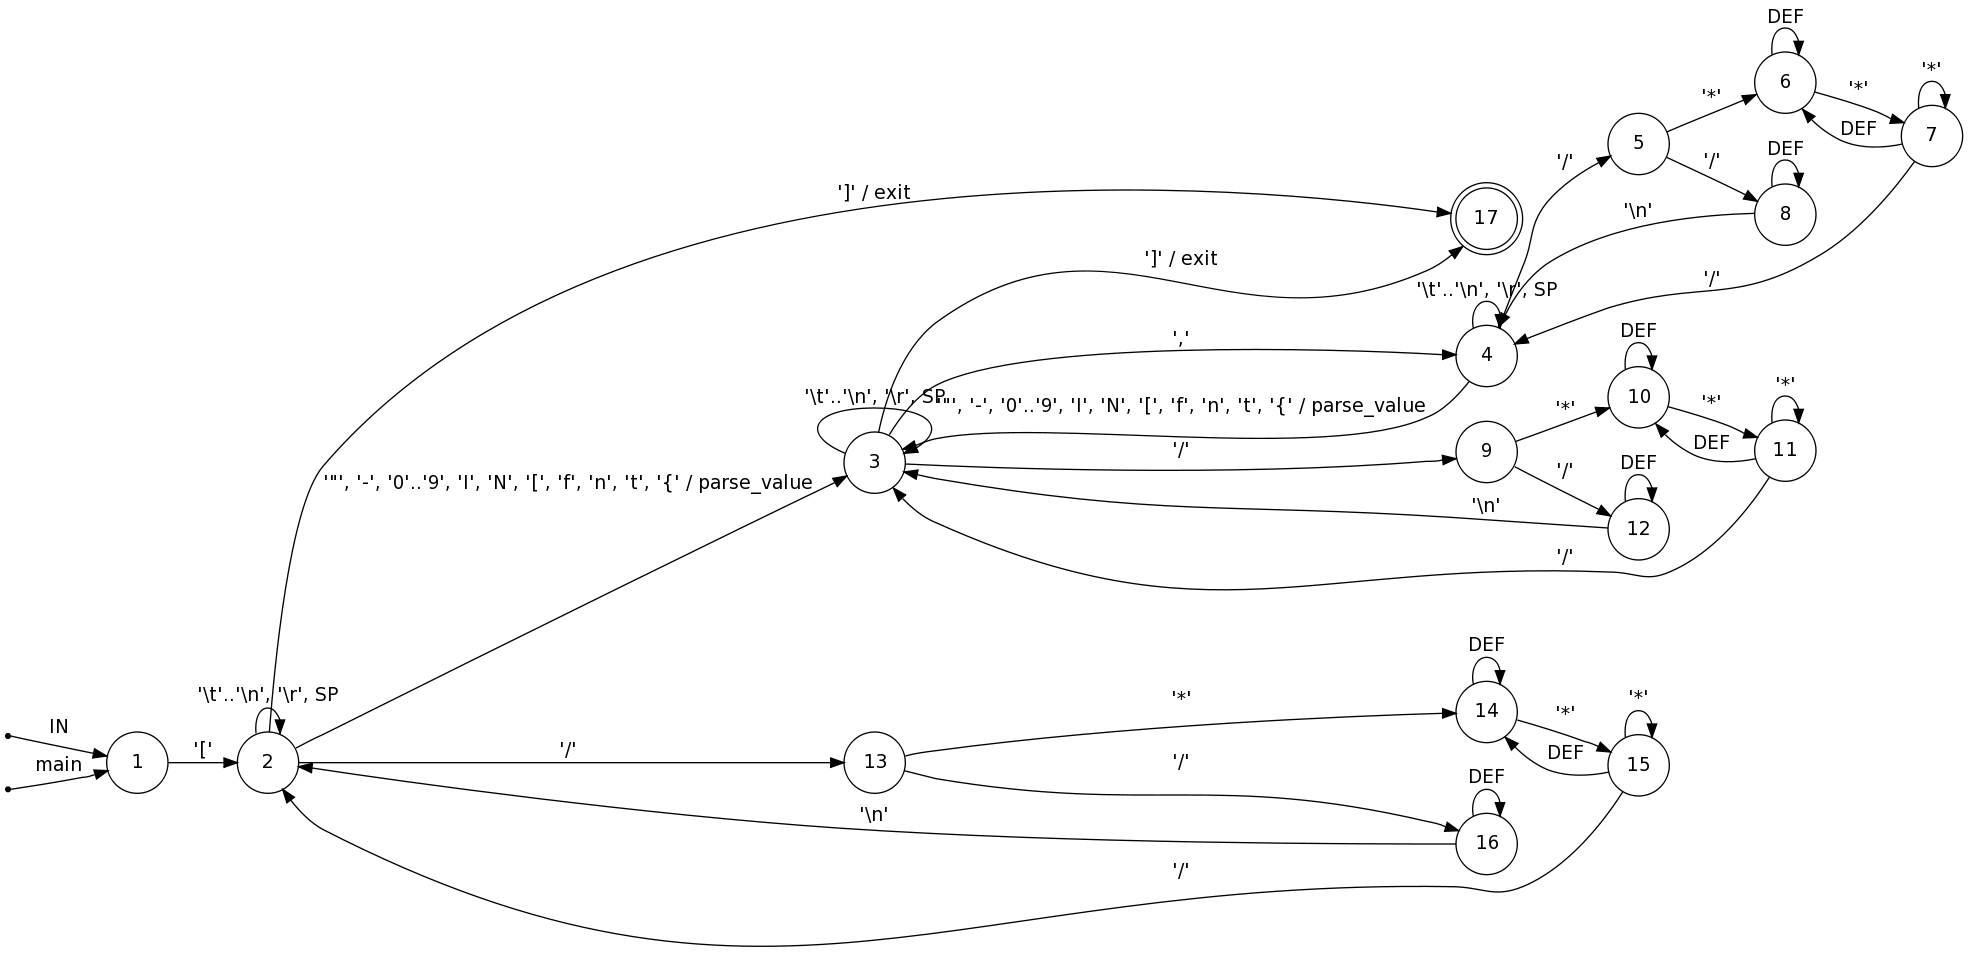 DEF
6
'*'
'*'
7
'*'
DEF
5
'/'
'/'
DEF
8
'\n'
'/'
']' / exit
17
']' / exit
'\t'..'\n', '\r', SP
4
','
'\t'..'\n', '\r', SP
'"', '-', '0'..'9', 'I', 'N', '[', 'f', 'n', 't', '{' / parse_value
3
'/'
9
'*'
DEF
10
'*'
'*'
11
DEF
'/'
DEF
12
'\n'
'/'
'"', '-', '0'..'9', 'I', 'N', '[', 'f', 'n', 't', '{' / parse_value
'\t'..'\n', '\r', SP
IN
main
1
'['
2
'/'
13
'*'
DEF
14
'*'
'*'
15
DEF
'/'
DEF
16
'\n'
'/'